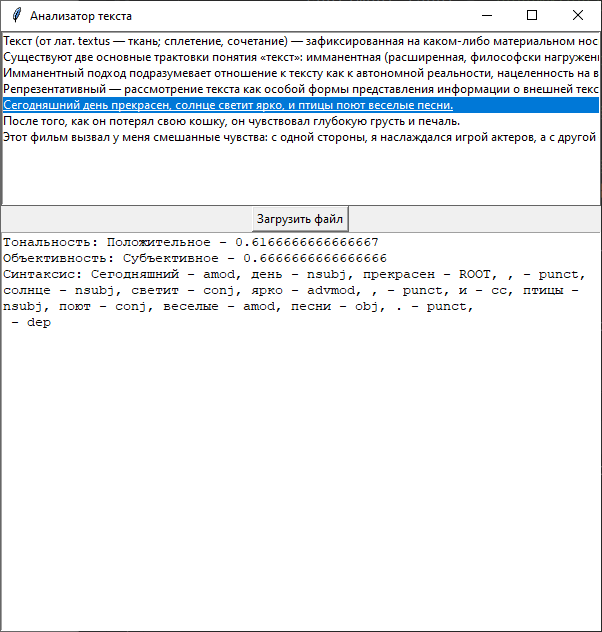 Анализатор текста
Текст (от лат. textus — ткань; сплетение, сочетание) — зафиксированная на каком-либо материальном нос
Существуют две основные трактовки понятия «текст»: имманентная (расширенная, философски нагружені
Имманентный подход подразумевает отношение к тексту как к автономной реальности, нацеленность на в
Репрезентативный — рассмотрение текста как особой формы представления информации о внешней текс
Сегодняшний день прекрасен, солнце светит ярко, и птицы поют веселые песни.
После того, как он потерял свою кошку, он чувствовал глубокую грусть и печаль.
Этот фильм вызвал у меня смешанные чувства: с одной стороны, я наслаждался игрой актеров, а с другой
Загрузить файл
Тональность: Положительное - 0.6166666666666667
Объективность: Субъективное - 0.6666666666666666
Синтаксис: Сегодняшний - amod, день - nsubj, прекрасен - ROOT, , - punct,
солнце - nsubj, светит - conj, ярко - advmod, , - punct, и - cc, птицы -
nsubj, поют - conj, веселые - amod, песни - obj, . - punct,
- dep